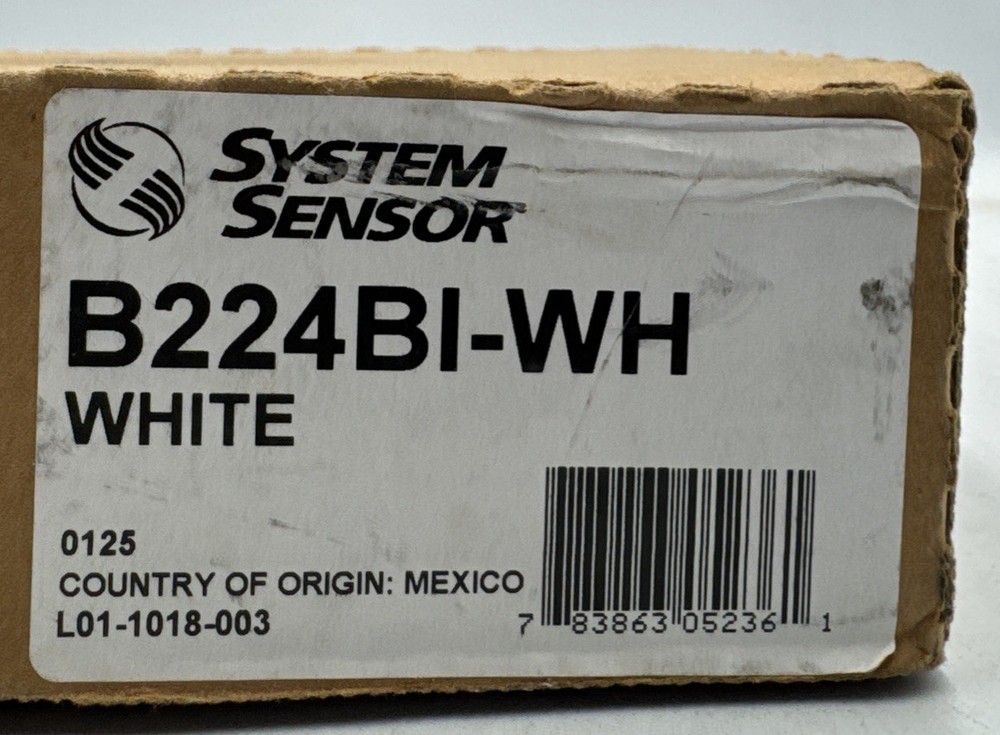 SYSTEM
SENSOR
B224BI-WH
WHITE
0125
COUNTRY OF ORIGIN: MEXICO
L01-1018-003
7 83863 05236 1